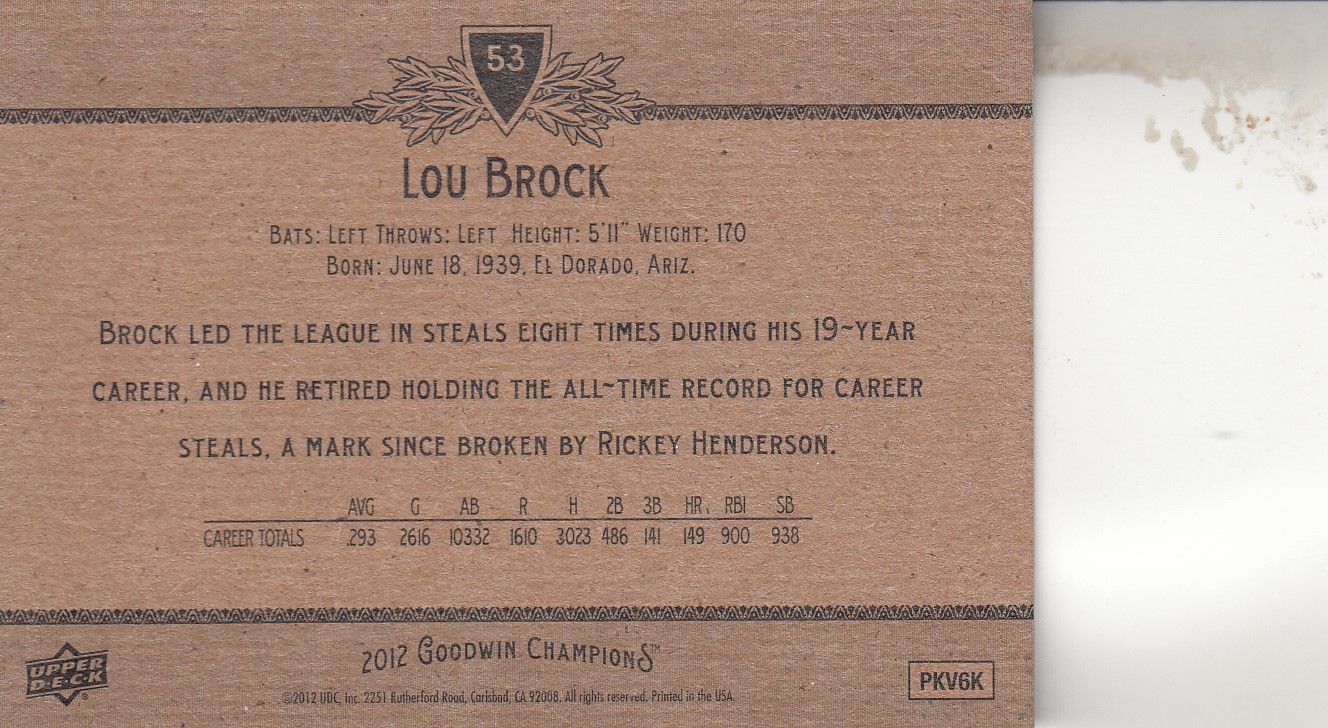 53
LOU BROCK
BATS: LEFT THROWS: LEFT HEIGHT: 5'11" WEIGHT: 170
BORN: JUNE 18, 1939, EL DORADO, ARIZ.
BROCK LED THE LEAGUE IN STEALS EIGHT TIMES DURING HIS 19~YEAR
CAREER, AND HE RETIRED HOLDING THE ALL~TIME RECORD FOR CAREER
STEALS, A MARK SINCE BROKEN BY RICKEY HENDERSON.
AVG G AB R H 2B 3B HR RBI SB
CAREER TOTALS .293 2616 10332 1610 3023 486 141 149 900 938
2012 GOODWIN CHAMPIONS™
UPPER
D·E·C·K®
©2012 UDC, Inc. 2251 Rutherford Road, Carlsbad, CA 92008. All rights reserved. Printed in the USA.
PKV6K